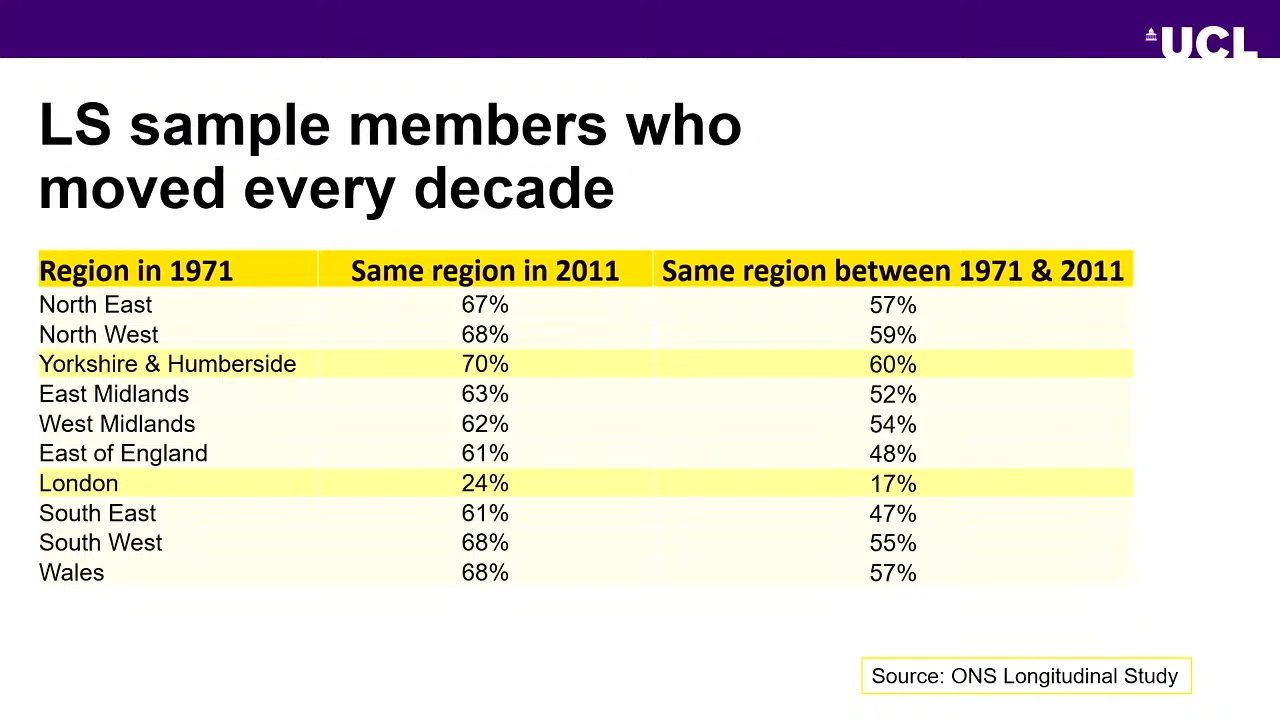 UCL
LS sample members who
moved every decade
Region in 1971 Same region in 2011 Same region between 1971 & 2011
North East 67% 57%
North West 68% 59%
Yorkshire & Humberside 70% 60%
East Midlands 63% 52%
West Midlands 62% 54%
East of England 61% 48%
London 24% 17%
South East 61% 47%
South West 68% 55%
Wales 68% 57%
Source: ONS Longitudinal Study